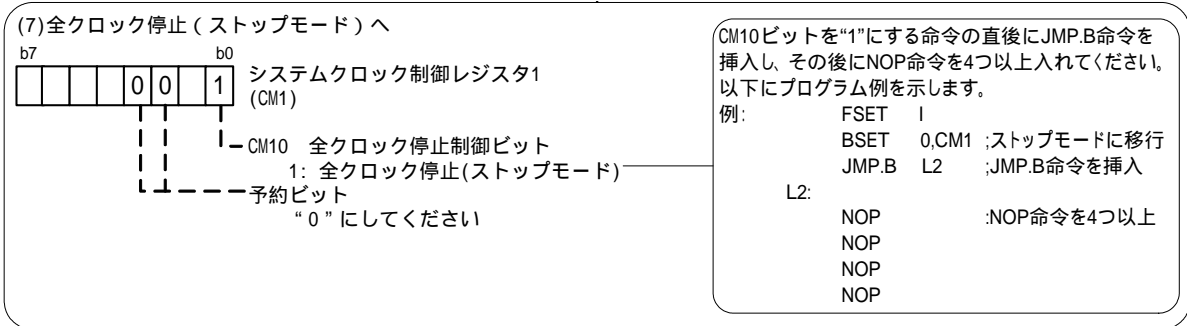 (7)全クロック停止(ストップモード)へ
b7 b0
0 0 1
システムクロック制御レジスタ1
(CM1)
CM10 全クロック停止制御ビット
1: 全クロック停止(ストップモード)
予約ビット
“0”にしてください
CM10ビットを“1”にする命令の直後にJMP.B命令を
挿入し、その後にNOP命令を4つ以上入れてください。
以下にプログラム例を示します。
例: FSET I
BSET 0,CM1 ;ストップモードに移行
JMP.B L2 ;JMP.B命令を挿入
L2:
NOP :NOP命令を4つ以上
NOP
NOP
NOP